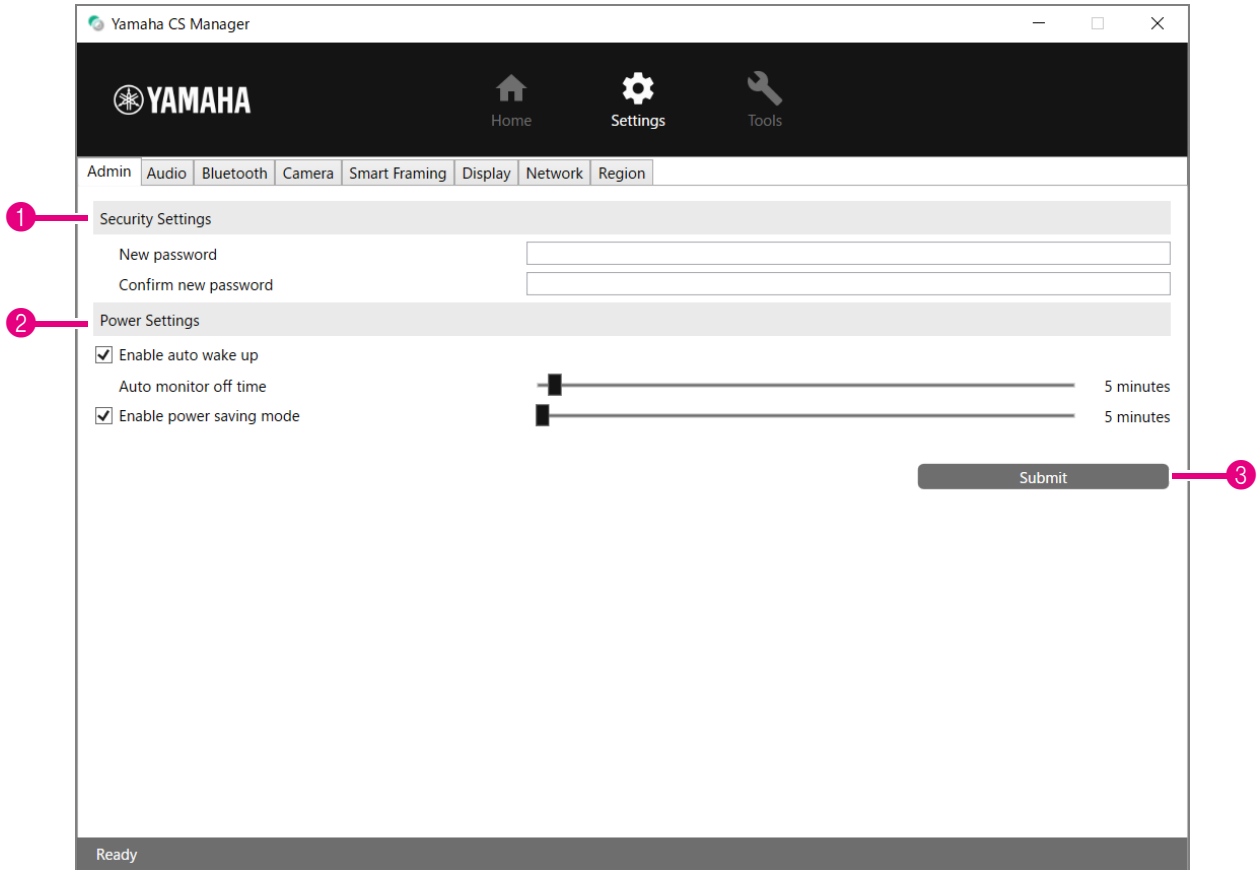 Yamaha CS Manager
YAMAHA
Home Settings Tools
Admin Audio Bluetooth Camera Smart Framing Display Network Region
1 Security Settings
New password
Confirm new password
2 Power Settings
Enable auto wake up
Auto monitor off time 5 minutes
Enable power saving mode 5 minutes
Submit 3
Ready